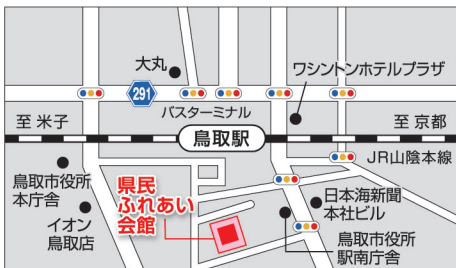 大丸
291
ワシントンホテルプラザ
バスターミナル
至 米子
鳥取駅
至 京都
JR山陰本線
鳥取市役所
本庁舎
イオン
鳥取店
県民
ふれあい
会館
日本海新聞
本社ビル
鳥取市役所
駅南庁舎